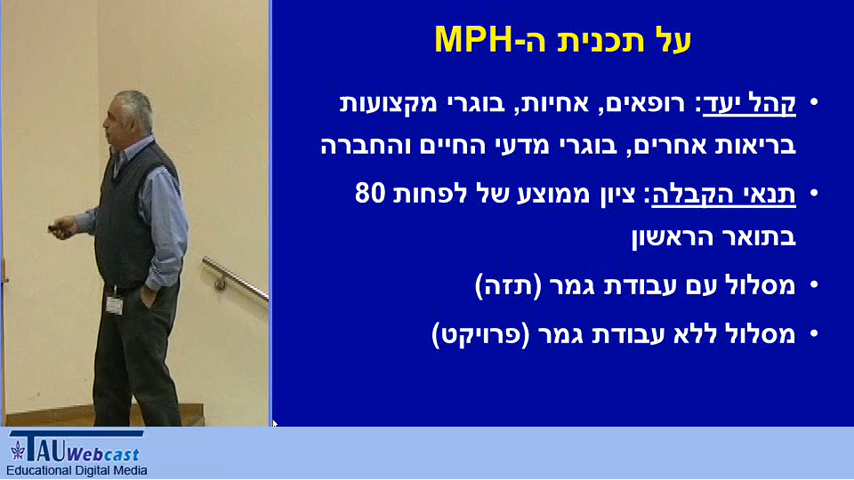 על תכנית ה-MPH
• קהל יעד: רופאים, אחיות, בוגרי מקצועות
בריאות אחרים, בוגרי מדעי החיים והחברה
• תנאי הקבלה: ציון ממוצע של לפחות 80
בתואר הראשון
• מסלול עם עבודת גמר (תזה)
• מסלול ללא עבודת גמר (פרויקט)
TAU Webcast
Educational Digital Media